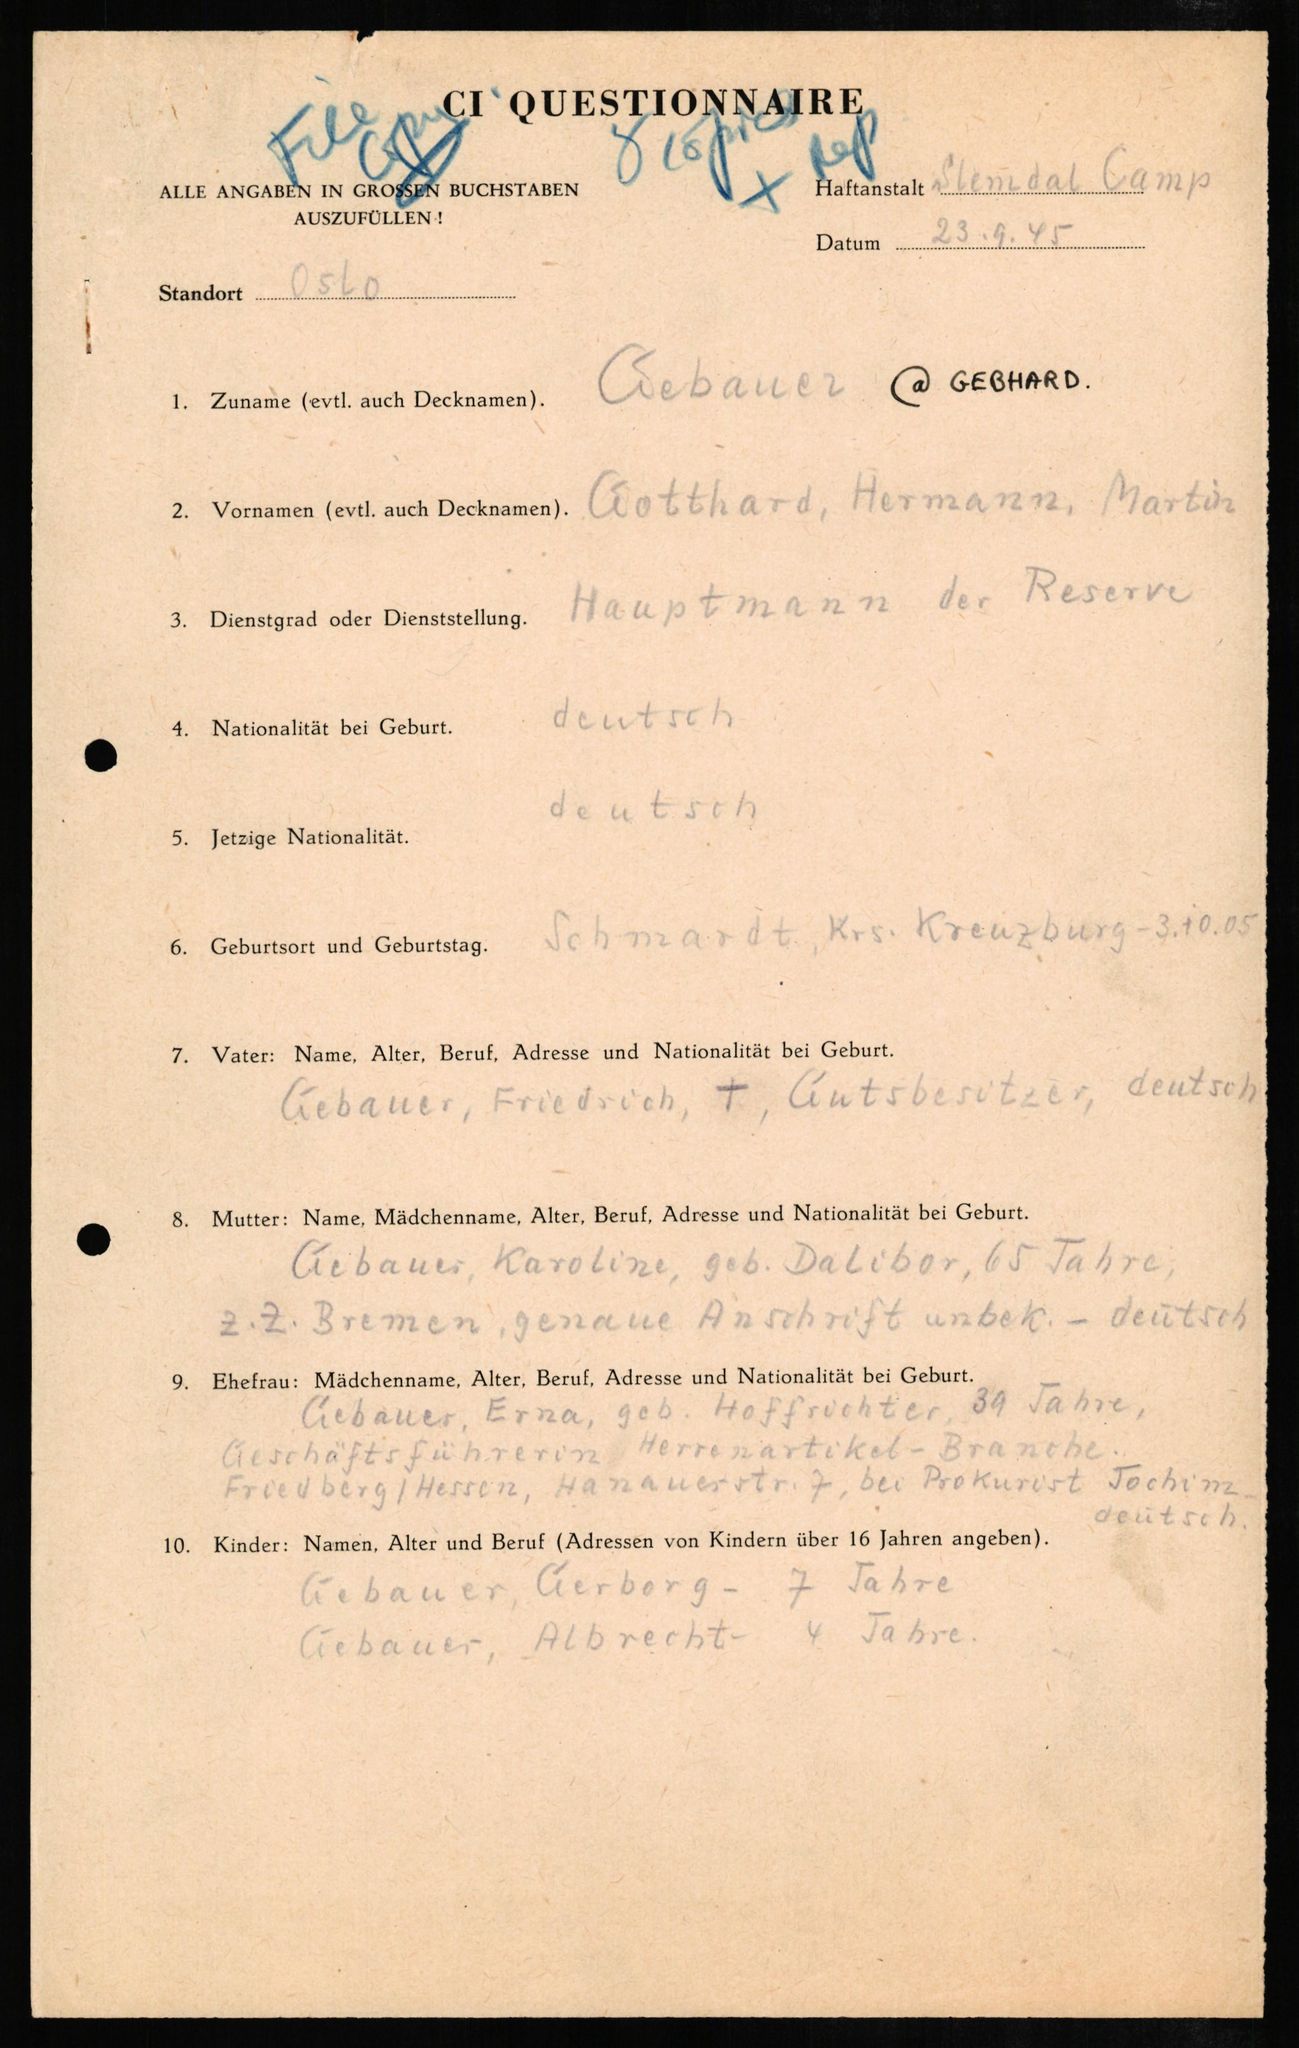 CI QUESTIONNAIRE
File Copy
8 copies
x Rep
ALLE ANGABEN IN GROSSEN BUCHSTABEN
AUSZUFÜLLEN!
Haftanstalt Slemdal Camp
Datum 23.9.45
Standort Oslo
1. Zuname (evtl. auch Decknamen). Gebauer @ GEBHARD.
2. Vornamen (evtl. auch Decknamen). Gotthard, Hermann, Martin
3. Dienstgrad oder Dienststellung. Hauptmann der Reserve
4. Nationalität bei Geburt. deutsch
5. Jetzige Nationalität. deutsch
6. Geburtsort und Geburtstag. Schmardt, Krs. Kreuzburg - 3.10.05
7. Vater: Name, Alter, Beruf, Adresse und Nationalität bei Geburt.
Gebauer, Friedrich, †, Gutsbesitzer, deutsch
8. Mutter: Name, Mädchenname, Alter, Beruf, Adresse und Nationalität bei Geburt.
Gebauer, Karoline, geb. Dalibor, 65 Jahre,
z.Z. Bremen, genaue Anschrift unbek. - deutsch
9. Ehefrau: Mädchenname, Alter, Beruf, Adresse und Nationalität bei Geburt.
Gebauer, Erna, geb. Hoffrichter, 39 Jahre,
Geschäftsführerin Herrenartikel-Branche.
Friedberg/Hessen, Hanauerstr. 7, bei Prokurist Jochim -
deutsch.
10. Kinder: Namen, Alter und Beruf (Adressen von Kindern über 16 Jahren angeben).
Gebauer, Gerborg - 7 Jahre
Gebauer, Albrecht - 4 Jahre.